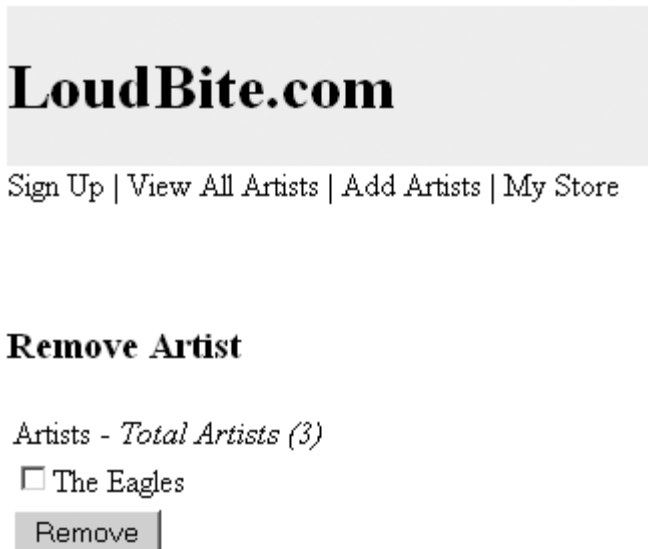 LoudBite.com
Sign Up | View All Artists | Add Artists | My Store
Remove Artist
Artists - Total Artists (3)
The Eagles
Remove